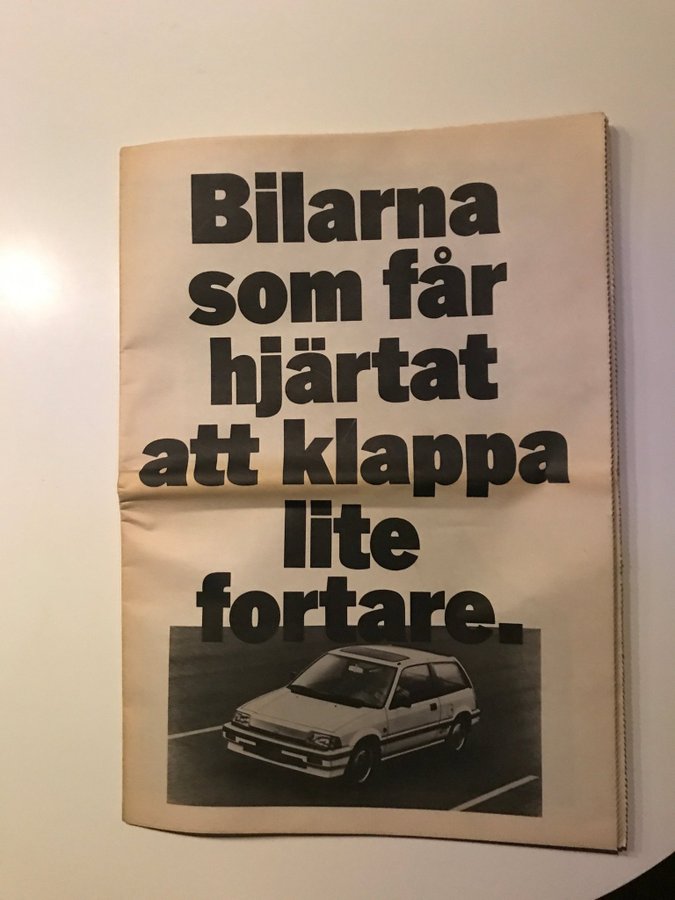 Bilarna
som får
hjärtat
att klappa
lite
fortare.